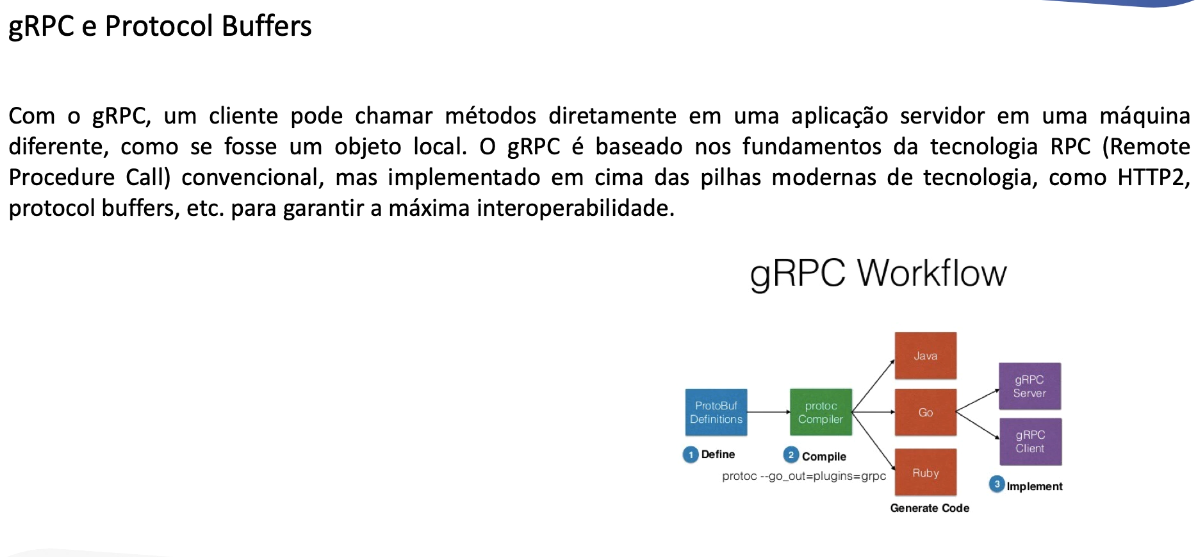 gRPC e Protocol Buffers
Com o gRPC, um cliente pode chamar métodos diretamente em uma aplicação servidor em uma máquina
diferente, como se fosse um objeto local. O gRPC é baseado nos fundamentos da tecnologia RPC (Remote
Procedure Call) convencional, mas implementado em cima das pilhas modernas de tecnologia, como HTTP2,
protocol buffers, etc. para garantir a máxima interoperabilidade.
gRPC Workflow
ProtoBuf
Definitions
1 Define
protoc
Compiler
2 Compile
protoc --go_out=plugins=grpc
Java
Go
Ruby
Generate Code
gRPC
Server
gRPC
Client
3 Implement